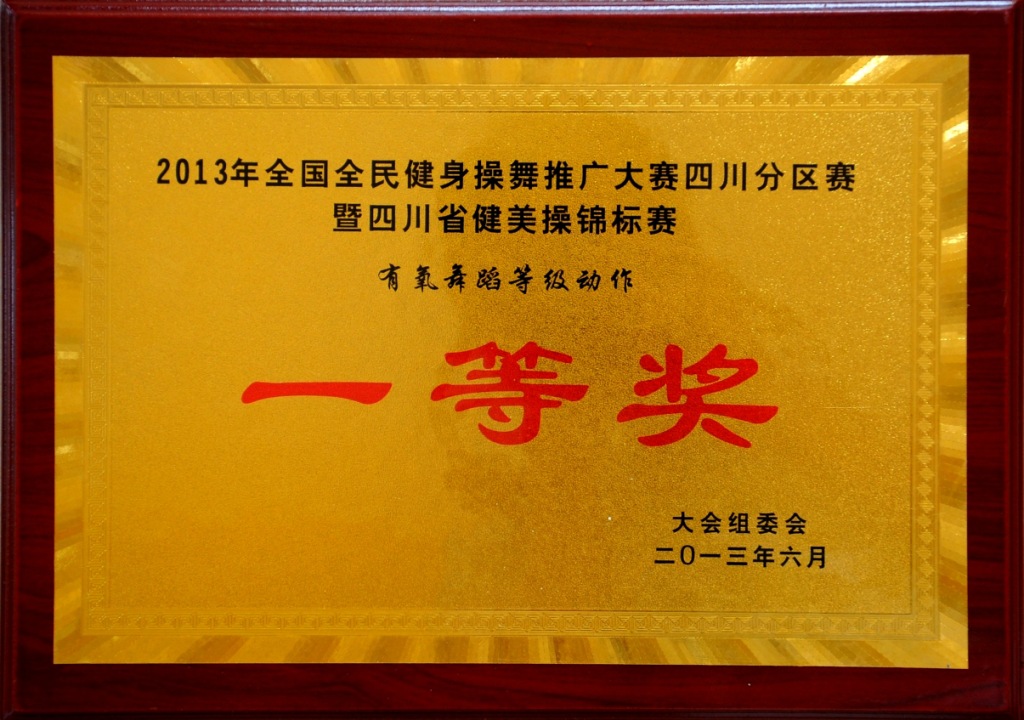 2013年全国全民健身操舞推广大赛四川分区赛
暨四川省健美操锦标赛
有氧舞蹈等级动作
一等奖
大会组委会
二〇一三年六月